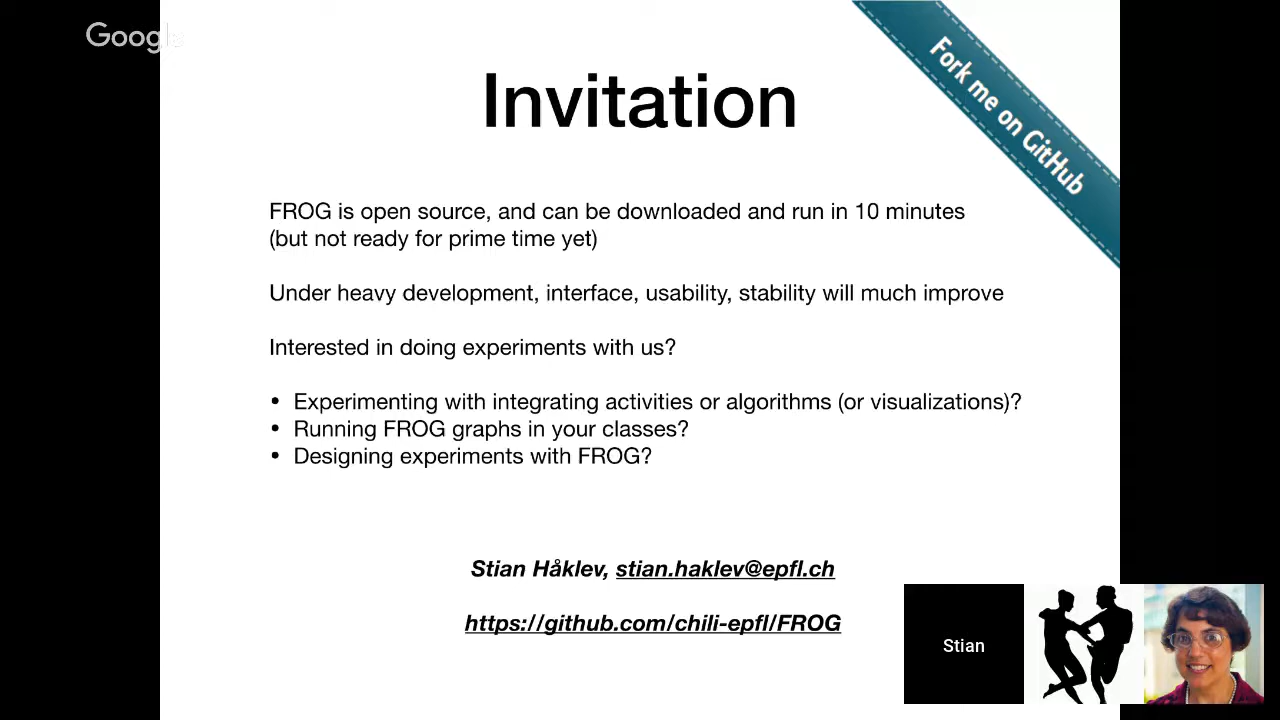 Google
Invitation
Fork me on GitHub
FROG is open source, and can be downloaded and run in 10 minutes
(but not ready for prime time yet)
Under heavy development, interface, usability, stability will much improve
Interested in doing experiments with us?
• Experimenting with integrating activities or algorithms (or visualizations)?
• Running FROG graphs in your classes?
• Designing experiments with FROG?
Stian Håklev, stian.haklev@epfl.ch
https://github.com/chili-epfl/FROG
Stian